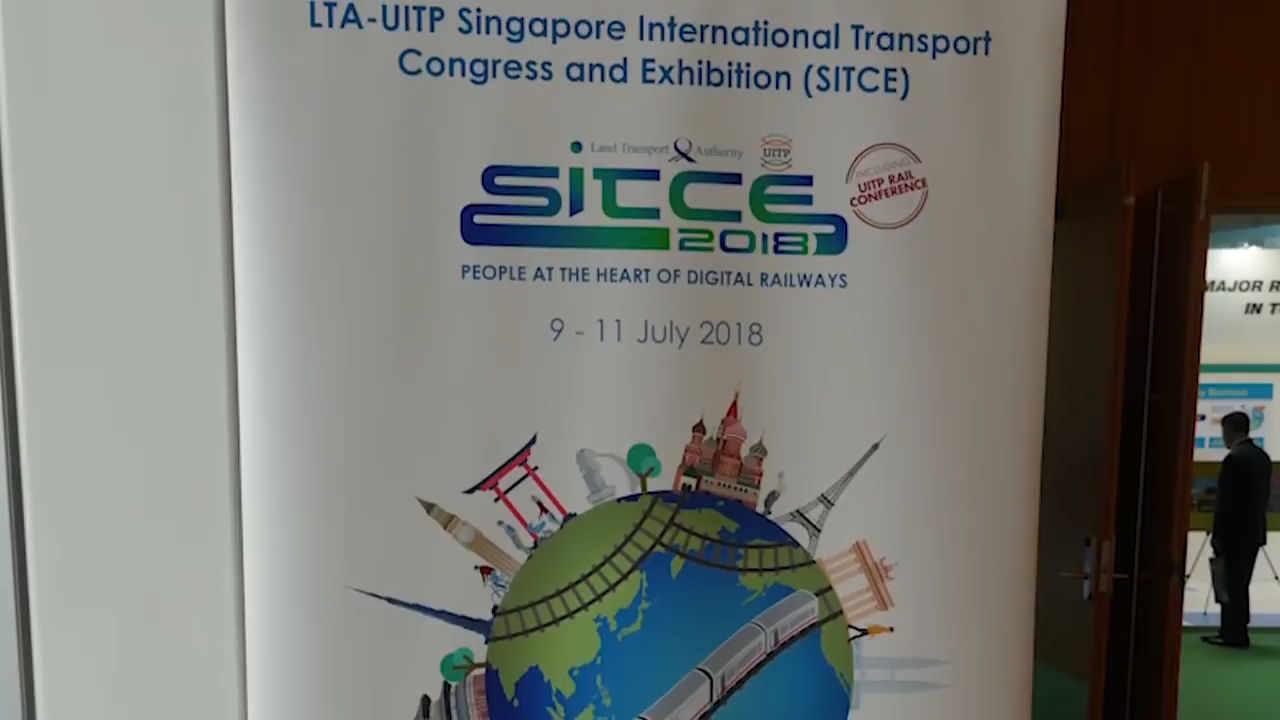 LTA-UITP Singapore International Transport
Congress and Exhibition (SITCE)
Land Transport Authority
UITP
SITCE
2018
INCLUDING
UITP RAIL
CONFERENCE
PEOPLE AT THE HEART OF DIGITAL RAILWAYS
9 - 11 July 2018
MAJOR R
IN T